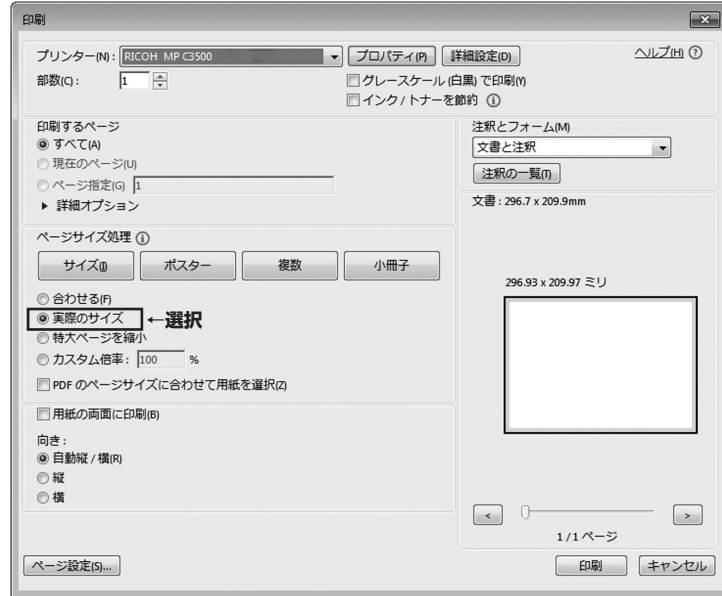 印刷
プリンター(N): RICOH MP C3500 プロパティ(P) 詳細設定(D) ヘルプ(H)
部数(C): 1 グレースケール (白黒) で印刷(Y)
インク / トナーを節約
印刷するページ
すべて(A)
現在のページ(U)
ページ指定(G) 1
詳細オプション
注釈とフォーム(M)
文書と注釈
注釈の一覧(T)
文書 : 296.7 x 209.9mm
ページサイズ処理
サイズ(I) ポスター 複数 小冊子
合わせる(F)
実際のサイズ ←選択
特大ページを縮小
カスタム倍率 : 100 %
PDF のページサイズに合わせて用紙を選択(Z)
296.93 x 209.97 ミリ
用紙の両面に印刷(B)
向き :
自動縦 / 横(R)
縦
横
< >
1 / 1 ページ
ページ設定(S)... 印刷 キャンセル